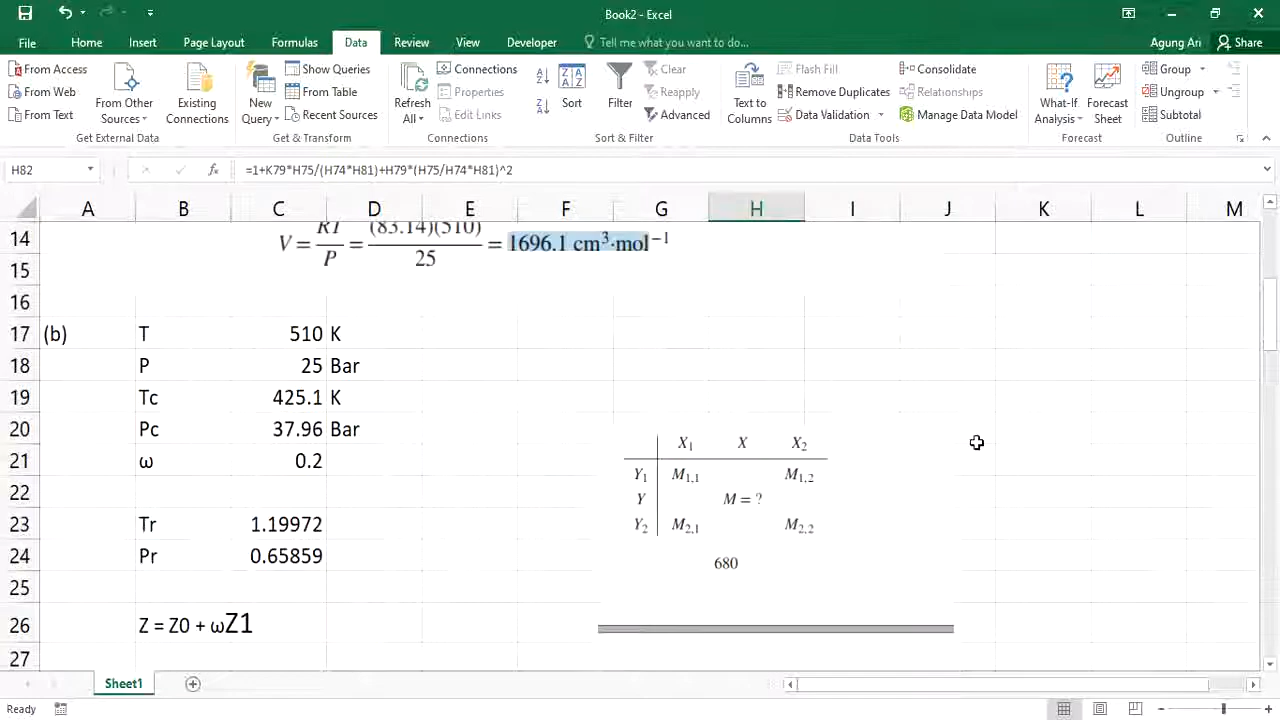 Book2 - Excel
File Home Insert Page Layout Formulas Data Review View Developer Tell me what you want to do... Agung Ari Share
From Access
From Web
From Text
From Other Sources
Existing Connections
Get External Data
New Query
Show Queries
From Table
Recent Sources
Get & Transform
Refresh All
Connections
Properties
Edit Links
Connections
Sort
Filter
Clear
Reapply
Advanced
Sort & Filter
Text to Columns
Flash Fill
Remove Duplicates
Data Validation
Consolidate
Relationships
Manage Data Model
Data Tools
What-If Analysis
Forecast Sheet
Forecast
Group
Ungroup
Subtotal
Outline
H82 fx =1+K79*H75/(H74*H81)+H79*(H75/H74*H81)^2
A B C D E F G H I J K L M
14 V = RT/P = (83.14)(510)/25 = 1696.1 cm³·mol⁻¹
15
16
17 (b) T 510 K
18 P 25 Bar
19 Tc 425.1 K
20 Pc 37.96 Bar
21 ω 0.2
22
23 Tr 1.19972
24 Pr 0.65859
25
26 Z = Z0 + ωZ1
27
X₁ X X₂
Y₁ M₁,₁ M₁,₂
Y M = ?
Y₂ M₂,₁ M₂,₂
680
Sheet1
Ready